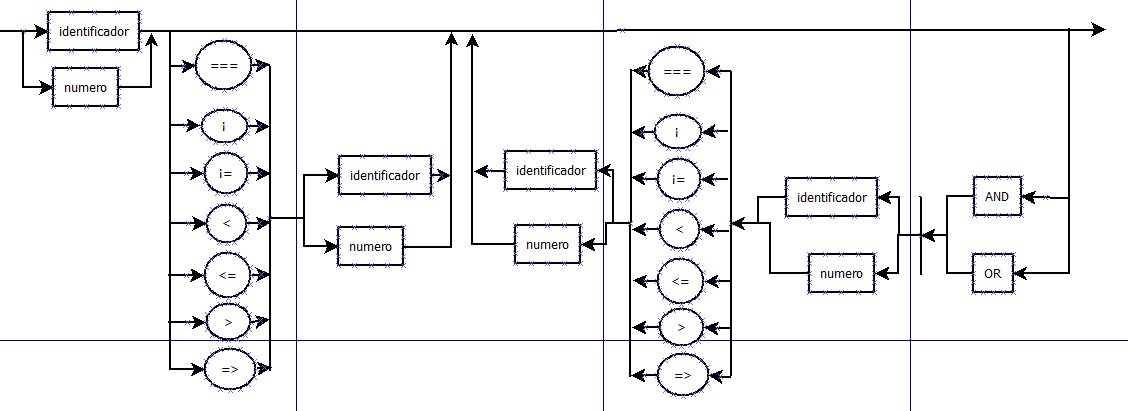 identificador
numero
===
¡
¡=
<
<=
>
=>
identificador
numero
identificador
numero
===
¡
¡=
<
<=
>
=>
identificador
numero
AND
OR